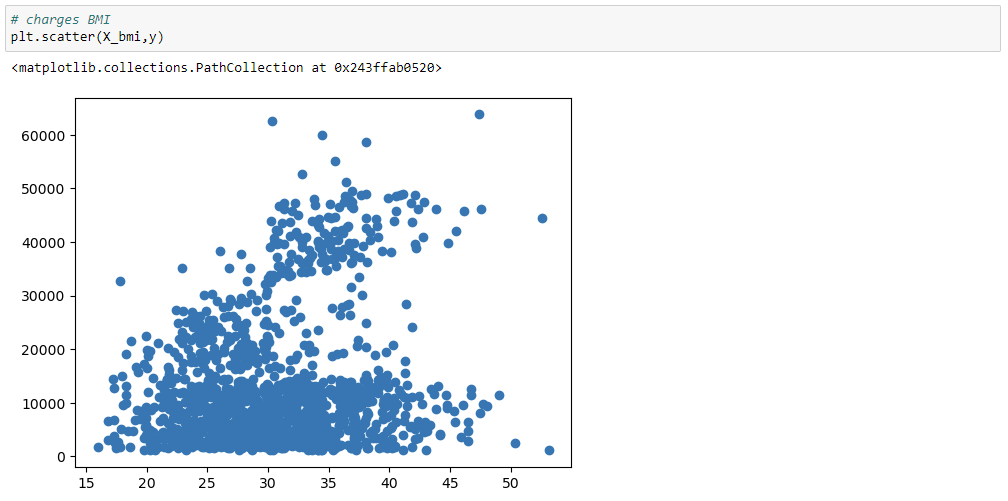 # charges BMI
plt.scatter(X_bmi,y)
<matplotlib.collections.PathCollection at 0x243ffab0520>
60000
50000
40000
30000
20000
10000
0
15 20 25 30 35 40 45 50